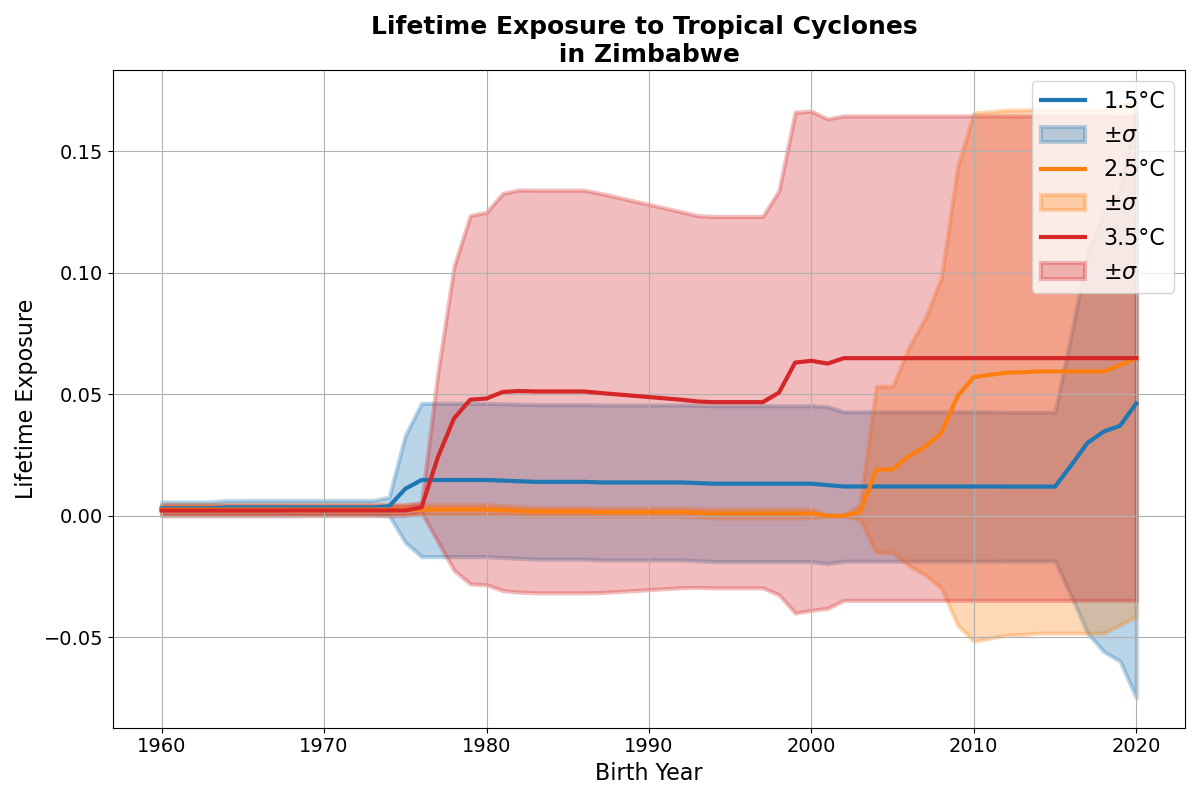 Lifetime Exposure to Tropical Cyclones
in Zimbabwe
1.5°C
±σ
2.5°C
±σ
3.5°C
±σ
Lifetime Exposure
0.15
0.10
0.05
0.00
−0.05
1960 1970 1980 1990 2000 2010 2020
Birth Year